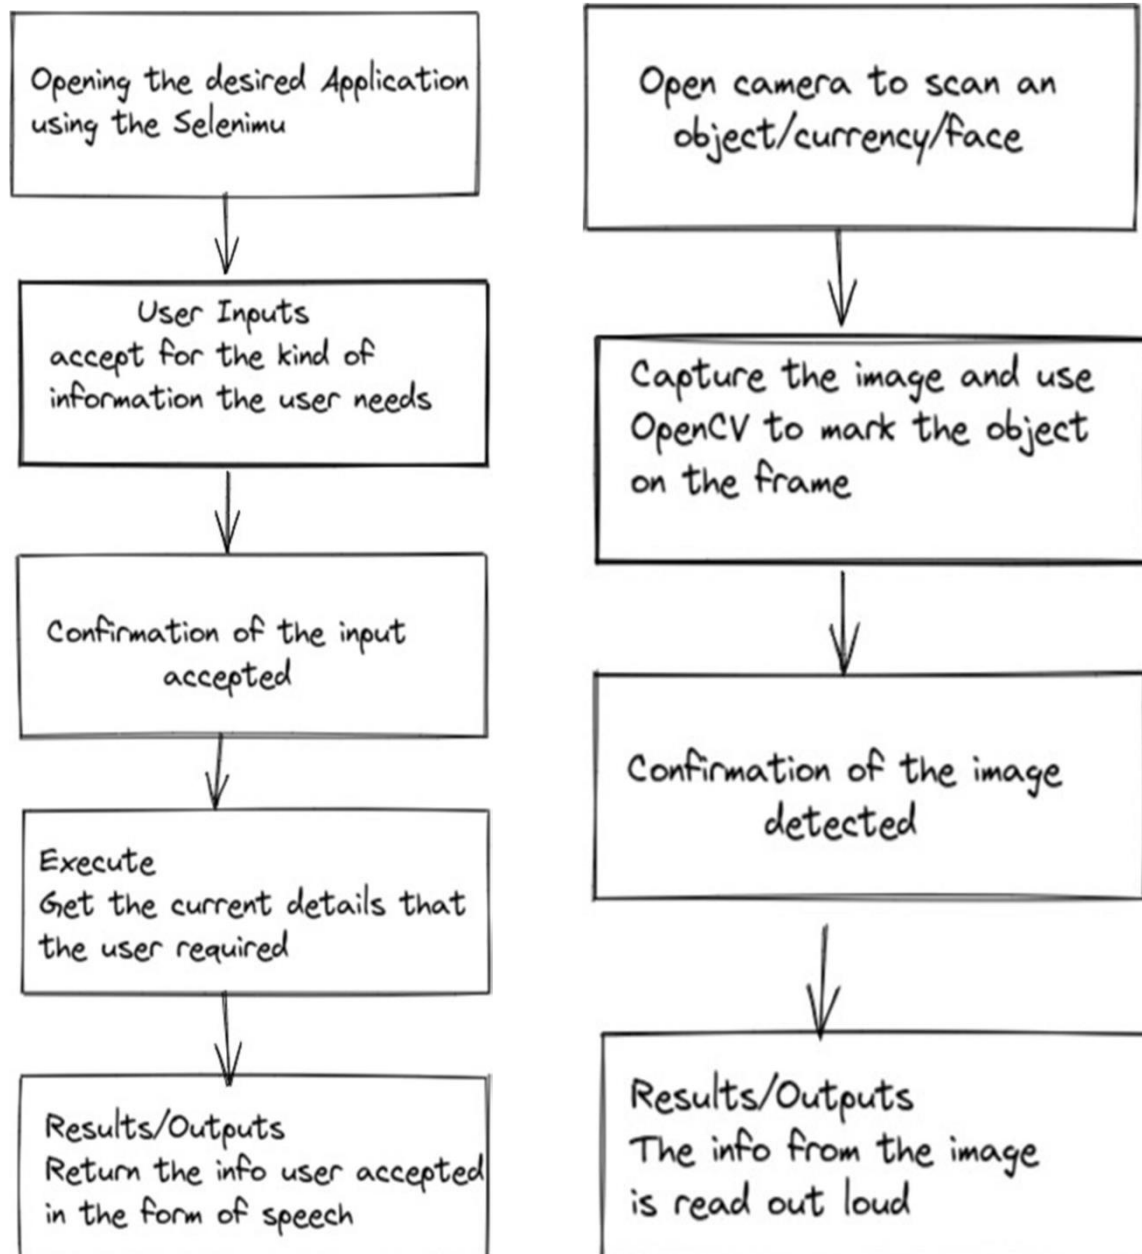 Opening the desired Application
using the Selenimu
User Inputs
accept for the kind of
information the user needs
Confirmation of the input
accepted
Execute
Get the current details that
the user required
Results/Outputs
Return the info user accepted
in the form of speech
Open camera to scan an
object/currency/face
Capture the image and use
OpenCV to mark the object
on the frame
Confirmation of the image
detected
Results/Outputs
The info from the image
is read out loud